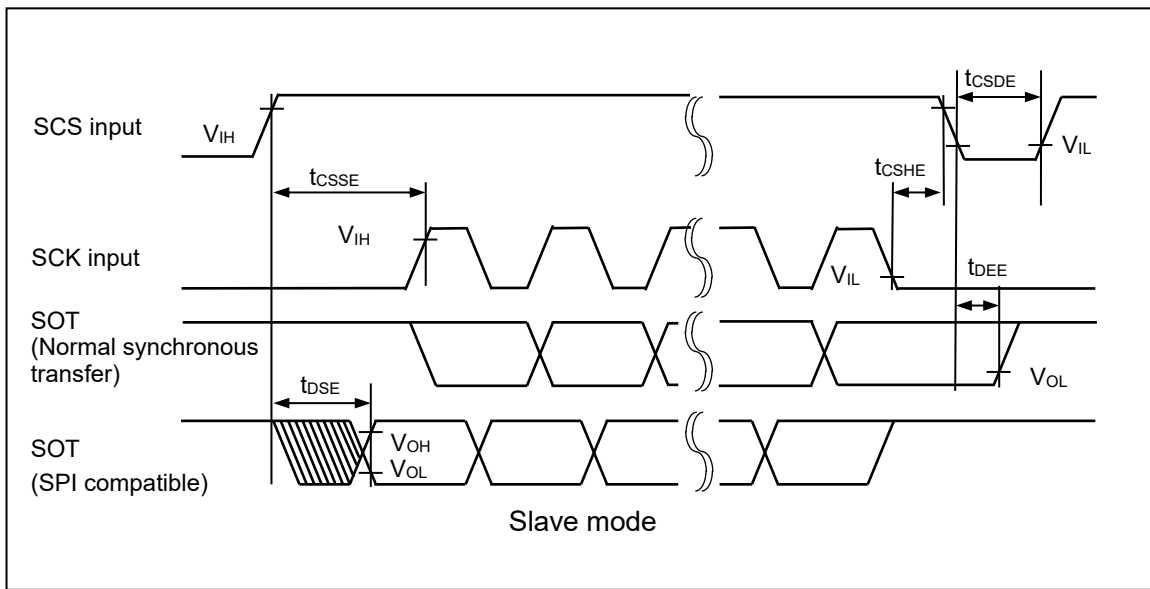 tCSDE
SCS input
VIH
VIL
tCSHE
tCSSE
VIH
SCK input
VIL
tDEE
SOT
(Normal synchronous
transfer)
VOL
tDSE
VOH
SOT
VOL
(SPI compatible)
Slave mode